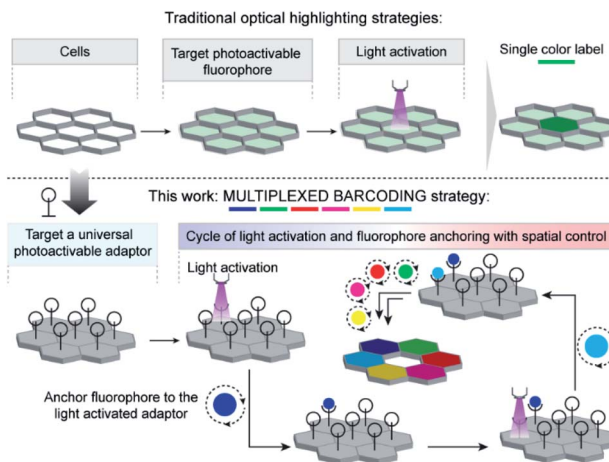 Traditional optical highlighting strategies:
Cells
Target photoactivable
fluorophore
Light activation
Single color label
This work: MULTIPLEXED BARCODING strategy:
Target a universal
photoactivable adaptor
Cycle of light activation and fluorophore anchoring with spatial control
Light activation
Anchor fluorophore to the
light activated adaptor